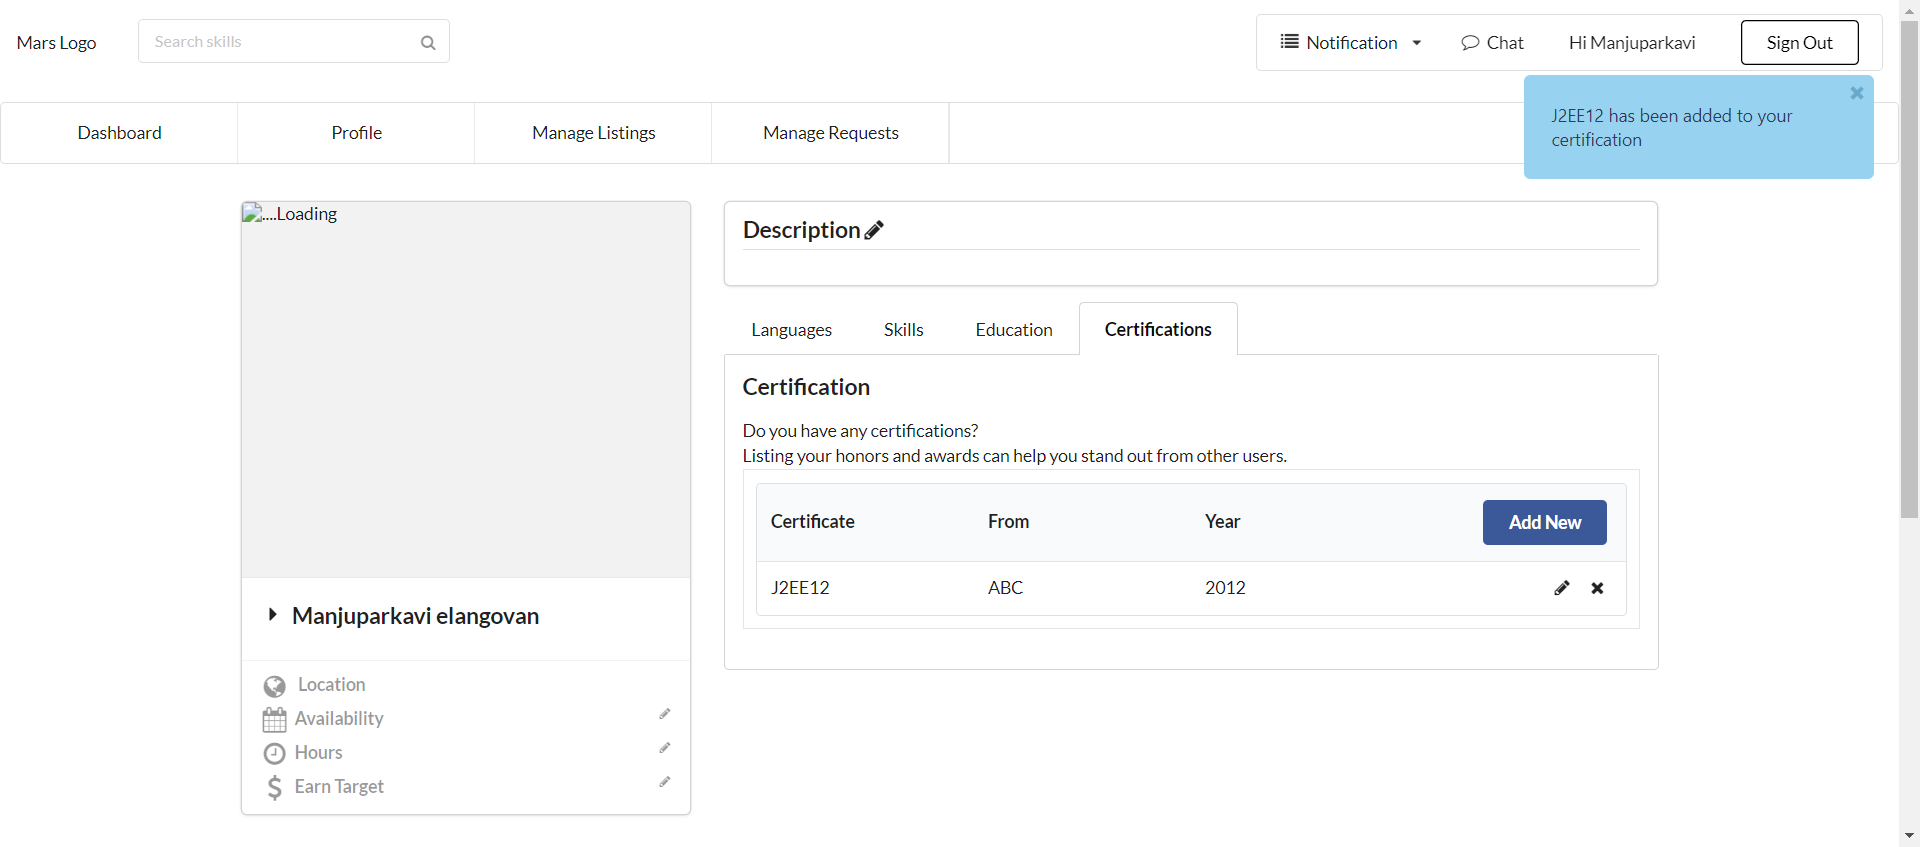 Mars Logo
Search skills
Notification
Chat
Hi Manjuparkavi
Sign Out
J2EE12 has been added to your
certification
Dashboard
Profile
Manage Listings
Manage Requests
....Loading
Manjuparkavi elangovan
Location
Availability
Hours
Earn Target
Description
Languages
Skills
Education
Certifications
Certification
Do you have any certifications?
Listing your honors and awards can help you stand out from other users.
Certificate From Year Add New
J2EE12 ABC 2012